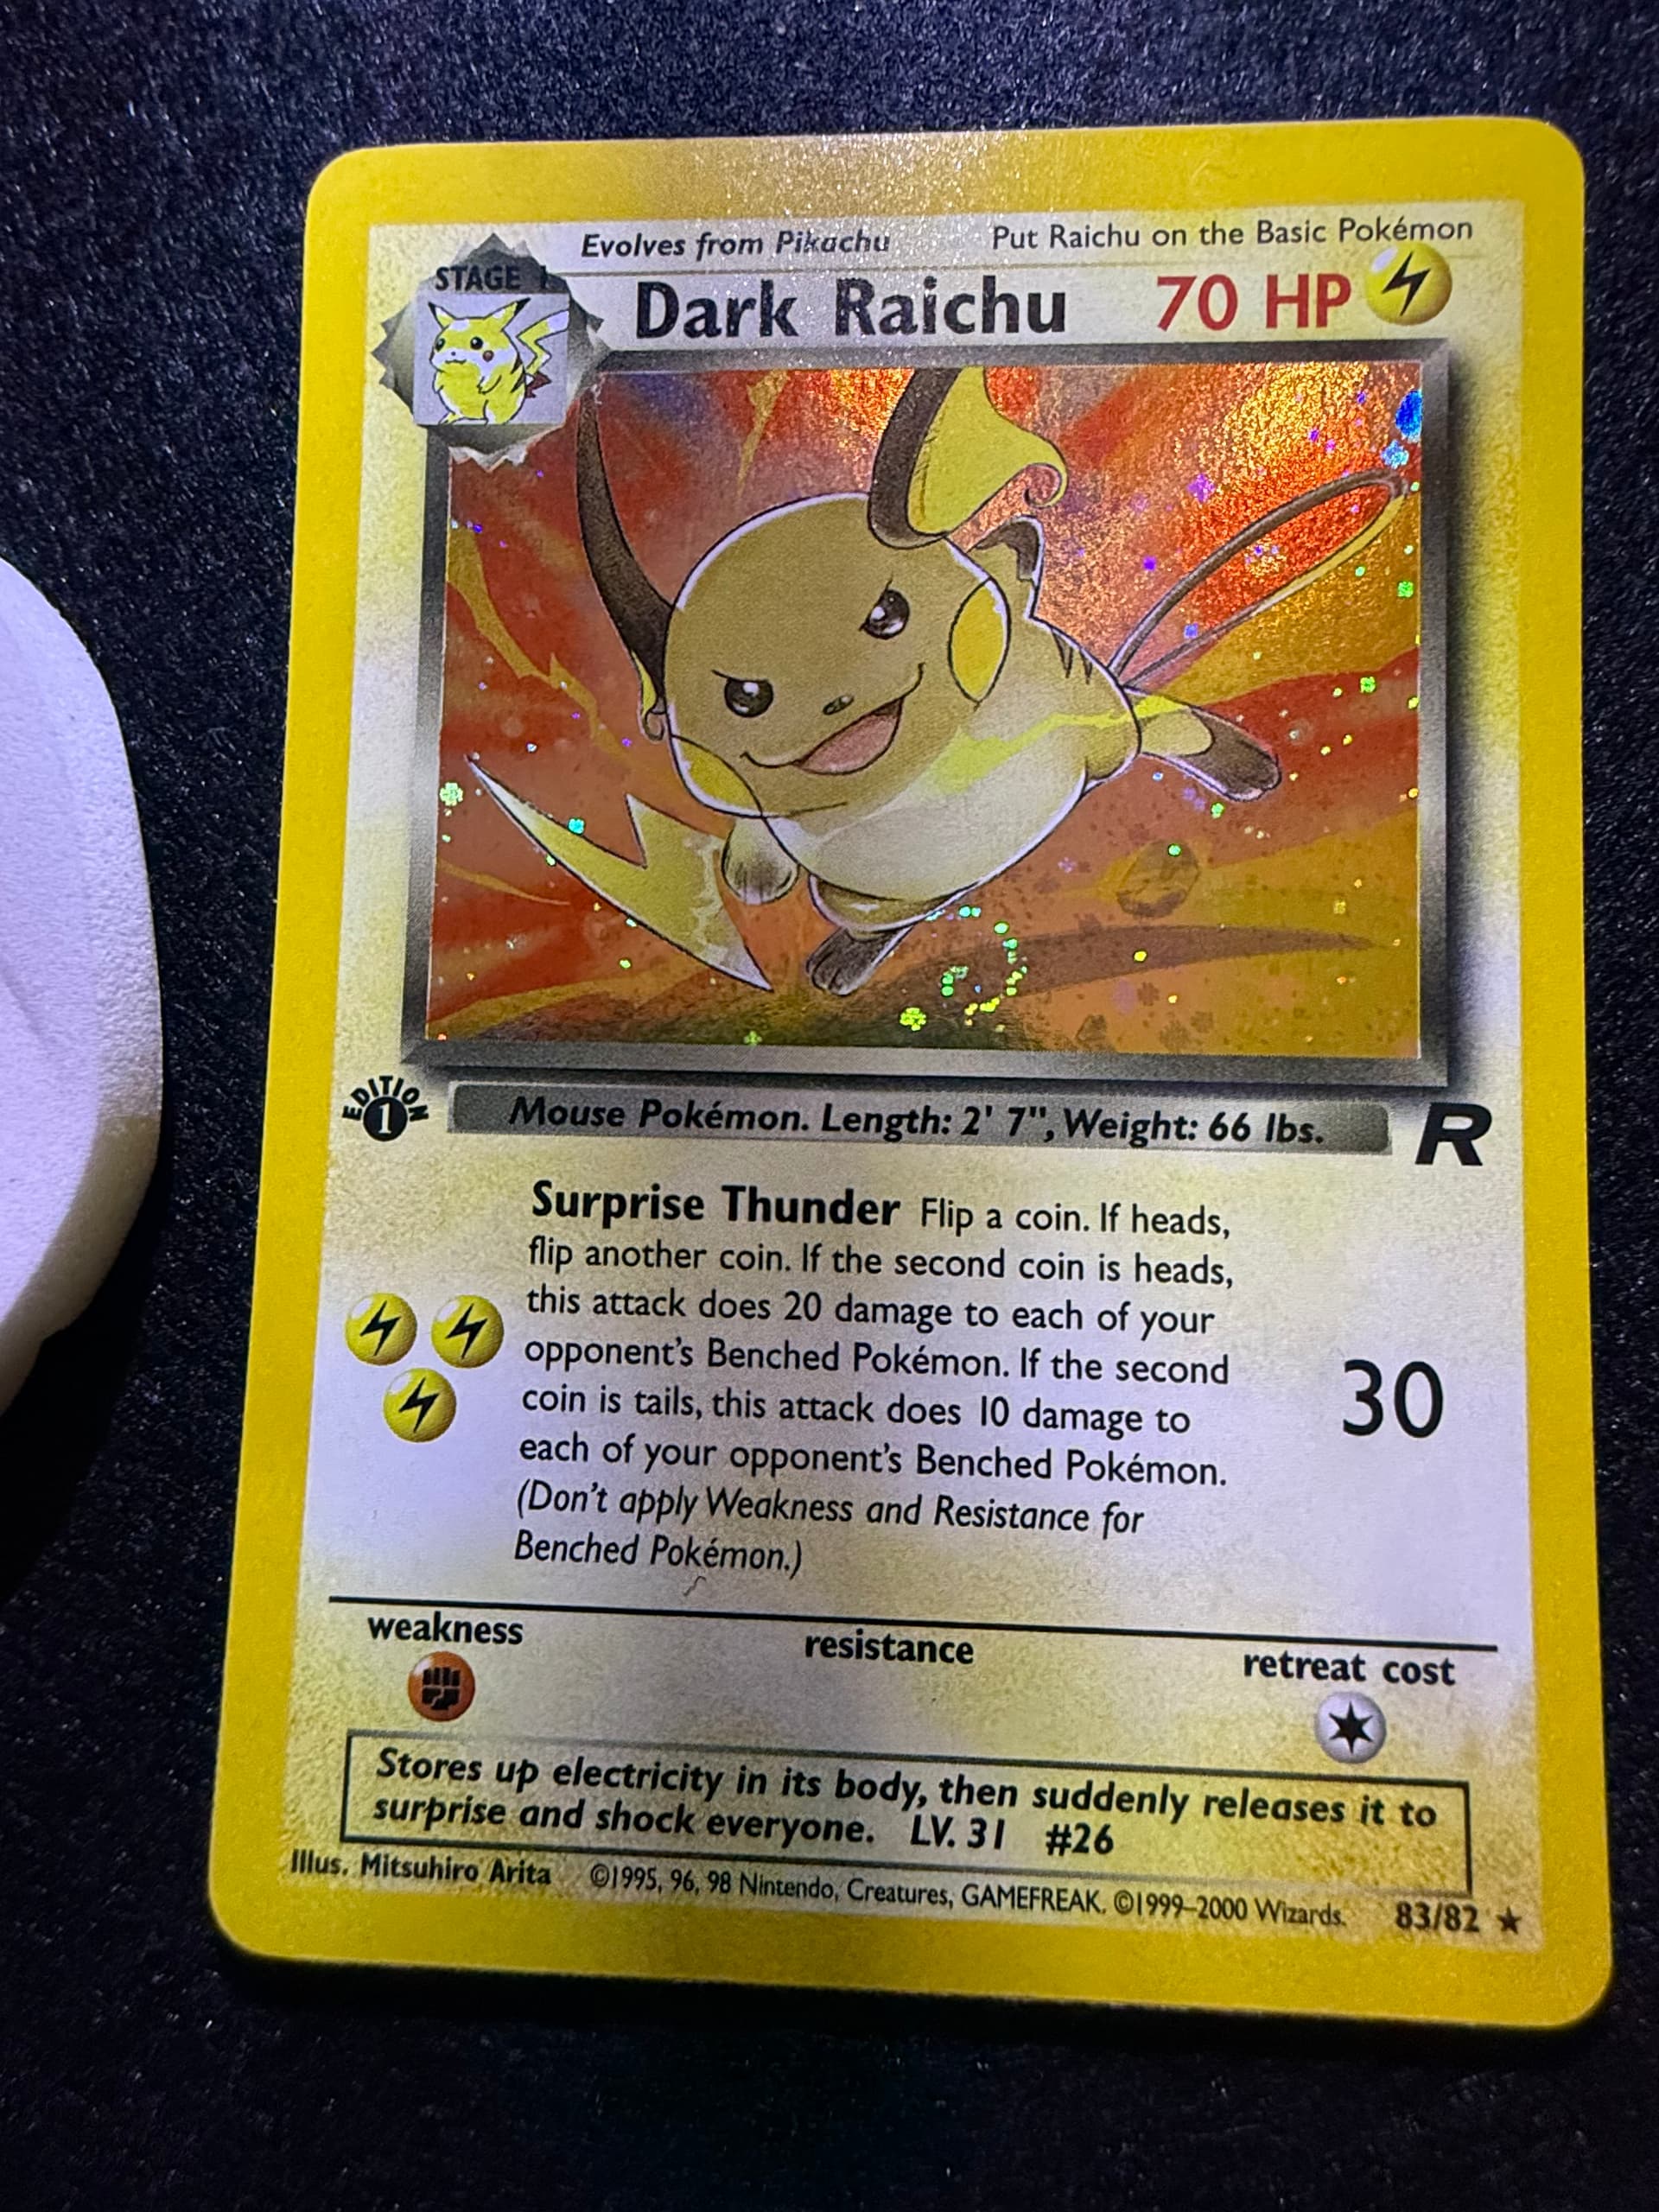 Evolves from Pikachu Put Raichu on the Basic Pokémon
STAGE 1
Dark Raichu 70 HP
EDITION
1
Mouse Pokémon. Length: 2' 7", Weight: 66 lbs.
R
Surprise Thunder Flip a coin. If heads,
flip another coin. If the second coin is heads,
this attack does 20 damage to each of your
opponent's Benched Pokémon. If the second
coin is tails, this attack does 10 damage to
each of your opponent's Benched Pokémon.
(Don't apply Weakness and Resistance for
Benched Pokémon.)
30
weakness resistance retreat cost
Stores up electricity in its body, then suddenly releases it to
surprise and shock everyone. LV. 31 #26
Illus. Mitsuhiro Arita ©1995, 96, 98 Nintendo, Creatures, GAMEFREAK. ©1999–2000 Wizards. 83/82 ★